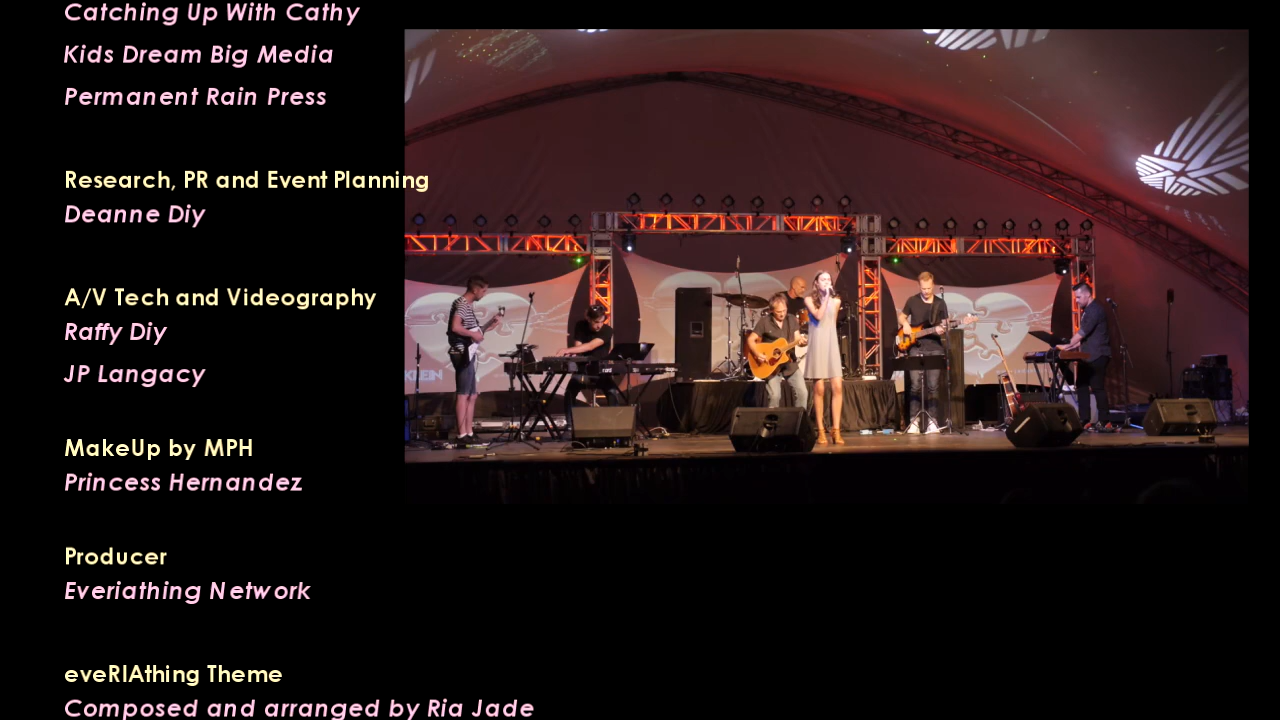 Catching Up With Cathy
Kids Dream Big Media
Permanent Rain Press
Research, PR and Event Planning
Deanne Diy
A/V Tech and Videography
Raffy Diy
JP Langacy
MakeUp by MPH
Princess Hernandez
Producer
Everiathing Network
eveRIAthing Theme
Composed and arranged by Ria Jade
KLEIN